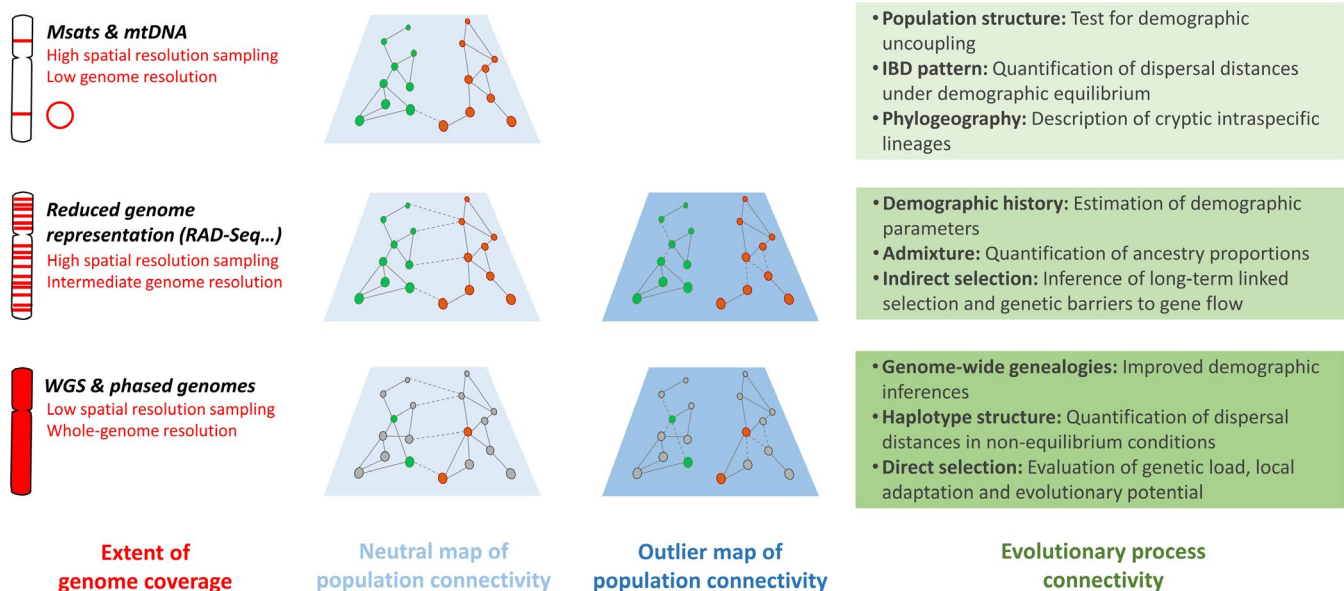 Msats & mtDNA
High spatial resolution sampling
Low genome resolution
• Population structure: Test for demographic
uncoupling
• IBD pattern: Quantification of dispersal distances
under demographic equilibrium
• Phylogeography: Description of cryptic intraspecific
lineages
Reduced genome
representation (RAD-Seq...)
High spatial resolution sampling
Intermediate genome resolution
• Demographic history: Estimation of demographic
parameters
• Admixture: Quantification of ancestry proportions
• Indirect selection: Inference of long-term linked
selection and genetic barriers to gene flow
WGS & phased genomes
Low spatial resolution sampling
Whole-genome resolution
• Genome-wide genealogies: Improved demographic
inferences
• Haplotype structure: Quantification of dispersal
distances in non-equilibrium conditions
• Direct selection: Evaluation of genetic load, local
adaptation and evolutionary potential
Extent of
genome coverage
Neutral map of
population connectivity
Outlier map of
population connectivity
Evolutionary process
connectivity